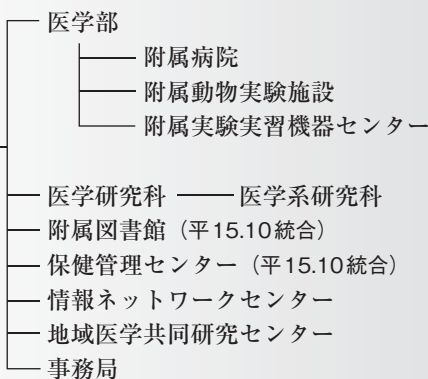 医学部
附属病院
附属動物実験施設
附属実験実習機器センター
医学研究科 医学系研究科
附属図書館（平15.10統合）
保健管理センター（平15.10統合）
情報ネットワークセンター
地域医学共同研究センター
事務局